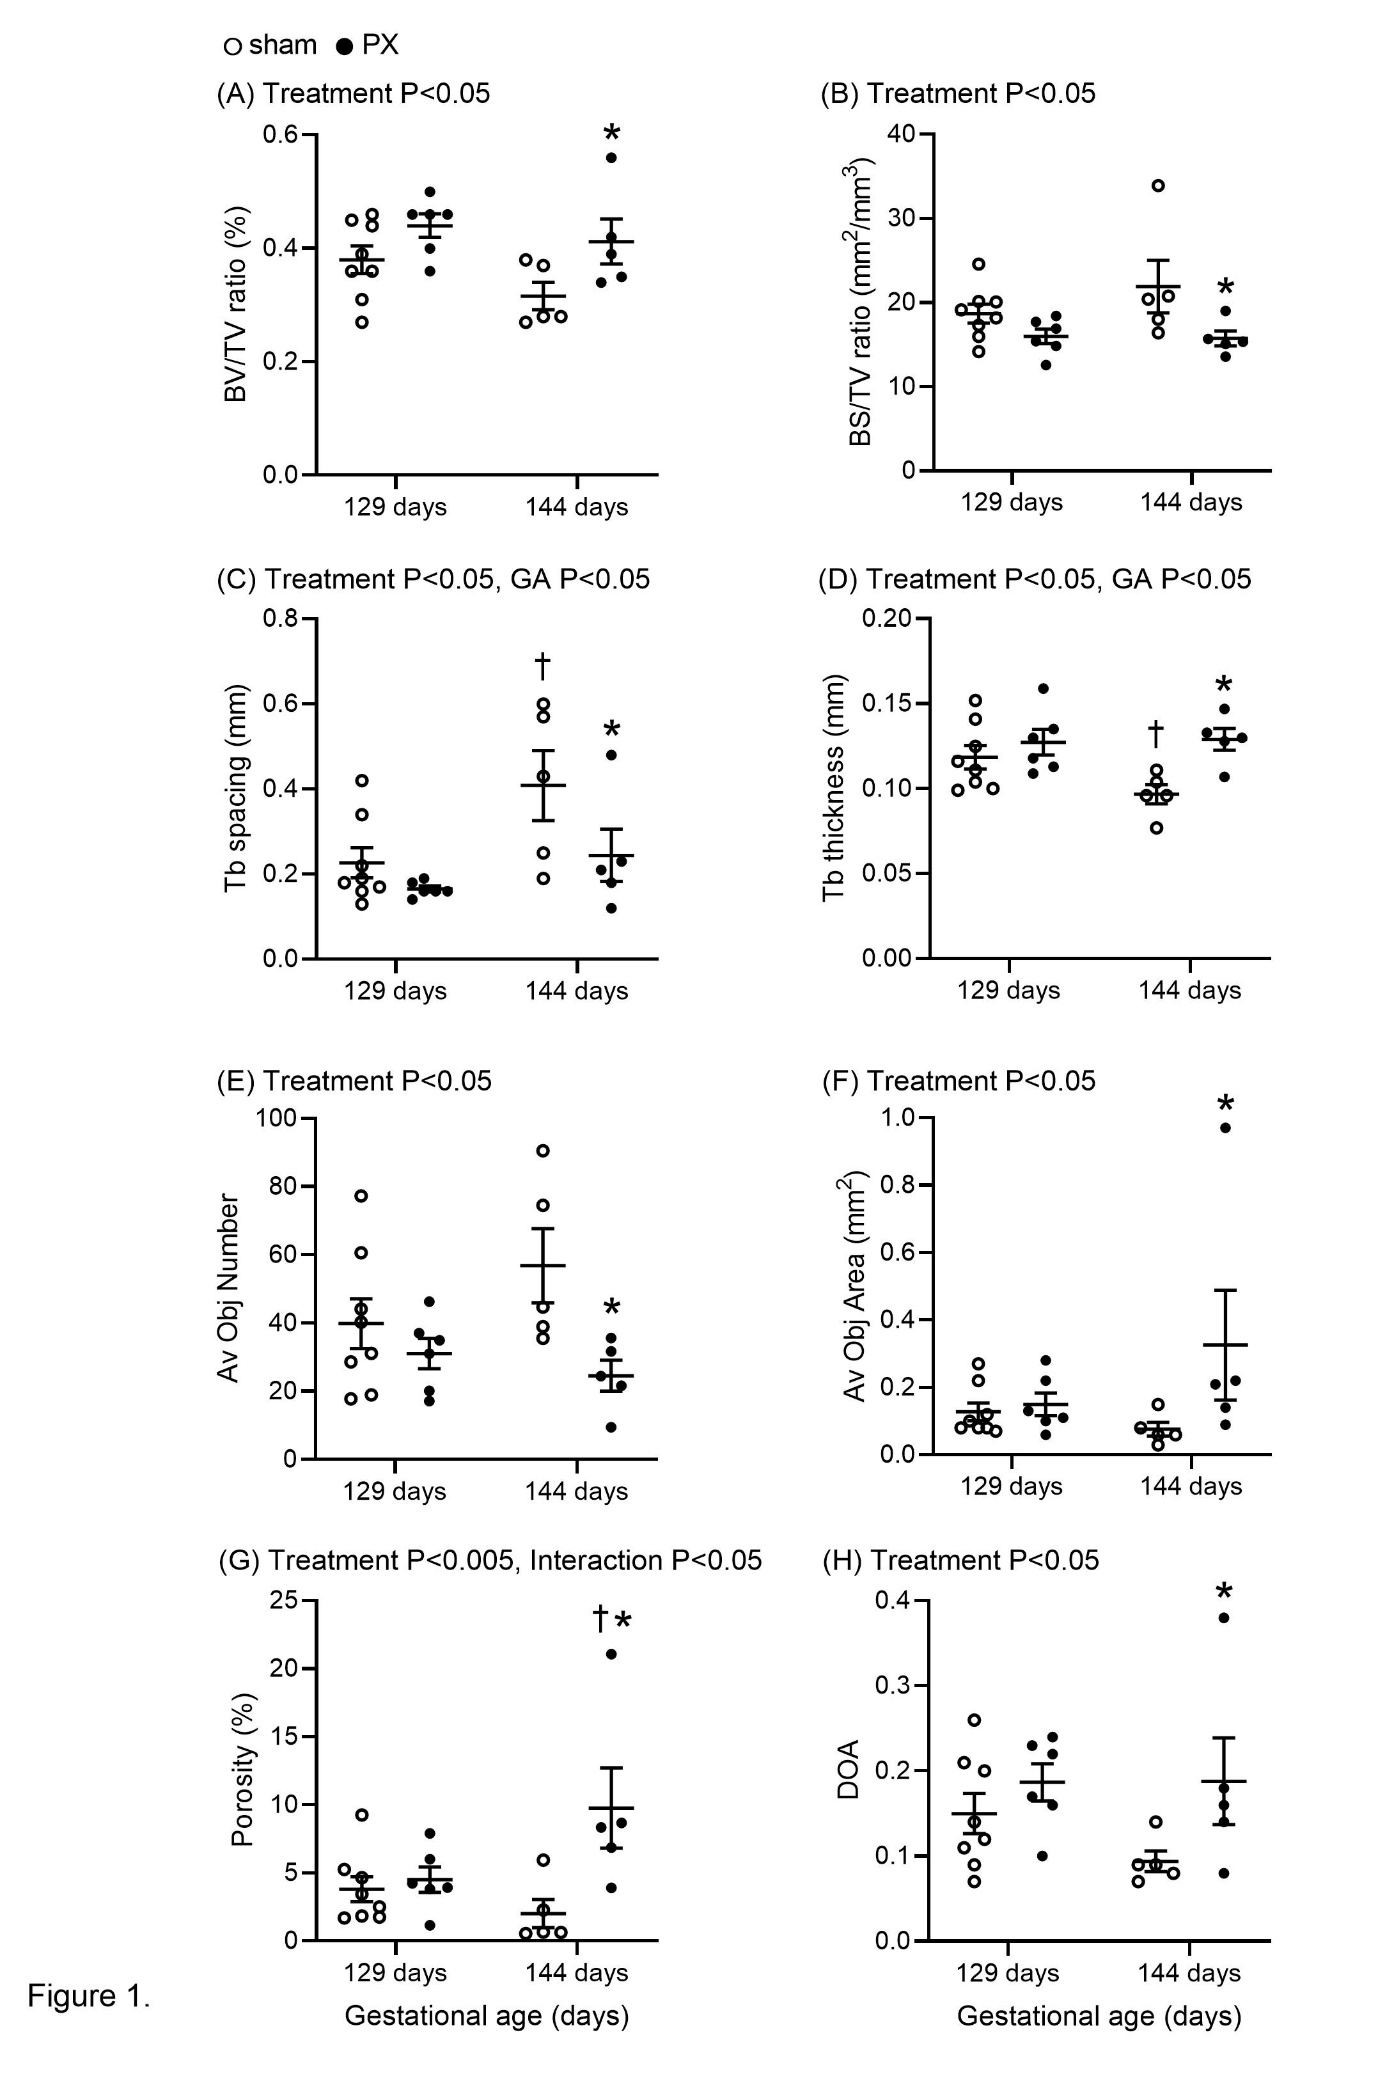 sham PX
(A) Treatment P<0.05
BV/TV ratio (%)
0.6
0.4
0.2
0.0
*
129 days 144 days
(B) Treatment P<0.05
BS/TV ratio (mm2/mm3)
40
30
20
10
0
*
129 days 144 days
(C) Treatment P<0.05, GA P<0.05
Tb spacing (mm)
0.8
0.6
0.4
0.2
0.0
† *
129 days 144 days
(D) Treatment P<0.05, GA P<0.05
Tb thickness (mm)
0.20
0.15
0.10
0.05
0.00
† *
129 days 144 days
(E) Treatment P<0.05
Av Obj Number
100
80
60
40
20
0
*
129 days 144 days
(F) Treatment P<0.05
Av Obj Area (mm2)
1.0
0.8
0.6
0.4
0.2
0.0
*
129 days 144 days
(G) Treatment P<0.005, Interaction P<0.05
Porosity (%)
25
20
15
10
5
0
† *
129 days 144 days
Gestational age (days)
(H) Treatment P<0.05
DOA
0.4
0.3
0.2
0.1
0.0
*
129 days 144 days
Gestational age (days)
Figure 1.